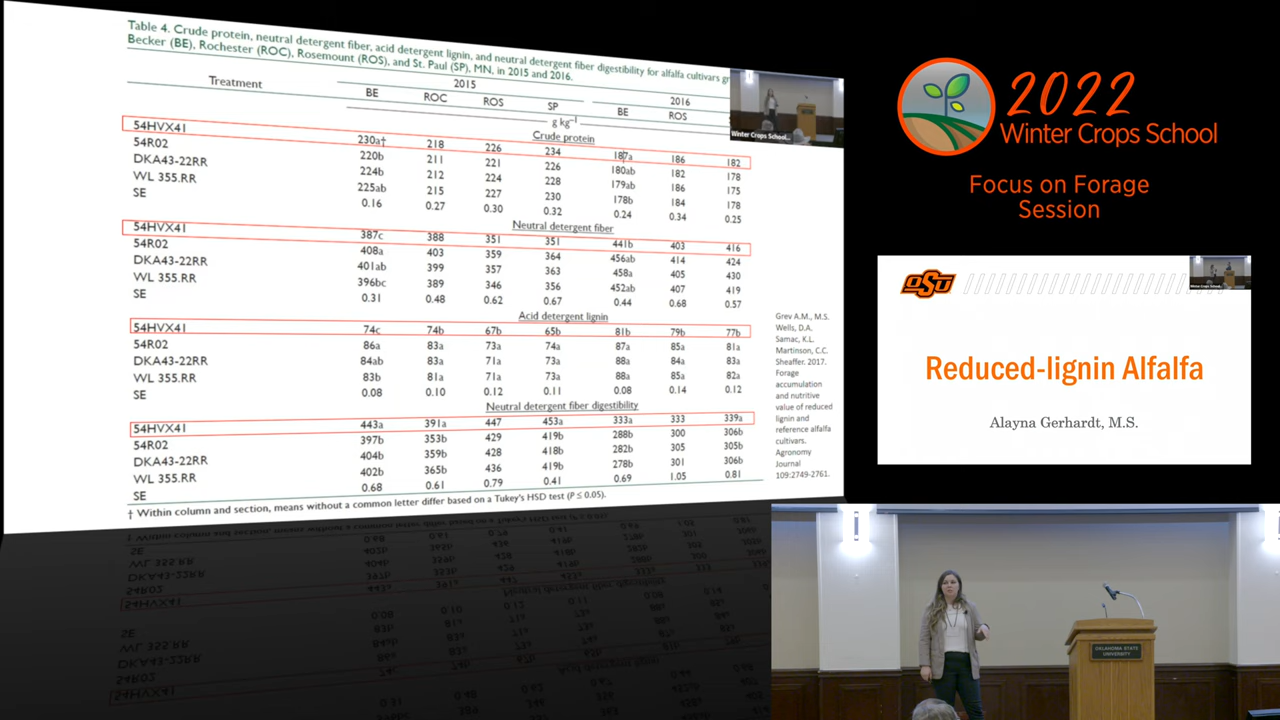 Table 4. Crude protein, neutral detergent fiber, acid detergent lignin, and neutral detergent fiber digestibility for alfalfa cultivars gr
Becker (BE), Rochester (ROC), Rosemount (ROS), and St. Paul (SP), MN, in 2015 and 2016.
Treatment 2015 2016
BE ROC ROS SP BE ROS
g kg⁻¹
Crude protein
54HVX41 230a† 218 226 234 187a 186 182
54R02 220b 211 221 226 180ab 182 178
DKA43-22RR 224b 212 224 228 179ab 186 175
WL 355.RR 225ab 215 227 230 178b 184 178
SE 0.16 0.27 0.30 0.32 0.24 0.34 0.25
Neutral detergent fiber
54HVX41 387c 388 351 351 441b 403 416
54R02 408a 403 359 364 456ab 414 424
DKA43-22RR 401ab 399 357 363 458a 405 430
WL 355.RR 396bc 389 346 356 452ab 407 419
SE 0.31 0.48 0.62 0.67 0.44 0.68 0.57
Acid detergent lignin
54HVX41 74c 74b 67b 65b 81b 79b 77b
54R02 86a 83a 73a 74a 87a 85a 81a
DKA43-22RR 84ab 83a 71a 73a 88a 84a 83a
WL 355.RR 83b 81a 71a 73a 88a 85a 82a
SE 0.08 0.10 0.12 0.11 0.08 0.14 0.12
Neutral detergent fiber digestibility
54HVX41 443a 391a 447 453a 333a 333 339a
54R02 397b 353b 429 419b 288b 300 306b
DKA43-22RR 404b 359b 428 418b 282b 305 305b
WL 355.RR 402b 365b 436 419b 278b 301 306b
SE 0.68 0.61 0.79 0.41 0.69 1.05 0.81
† Within column and section, means without a common letter differ based on a Tukey's HSD test (P ≤ 0.05).
Winter Crops School...
Grev A.M., M.S.
Wells, D.A.
Samac, K.L.
Martinson, C.C.
Sheaffer. 2017.
Forage
accumulation
and nutritive
value of reduced
lignin and
reference alfalfa
cultivars.
Agronomy
Journal
109:2749-2761.
2022
Winter Crops School
Focus on Forage
Session
OSU
Winter Crops School...
Reduced-lignin Alfalfa
Alayna Gerhardt, M.S.
OKLAHOMA STATE
UNIVERSITY